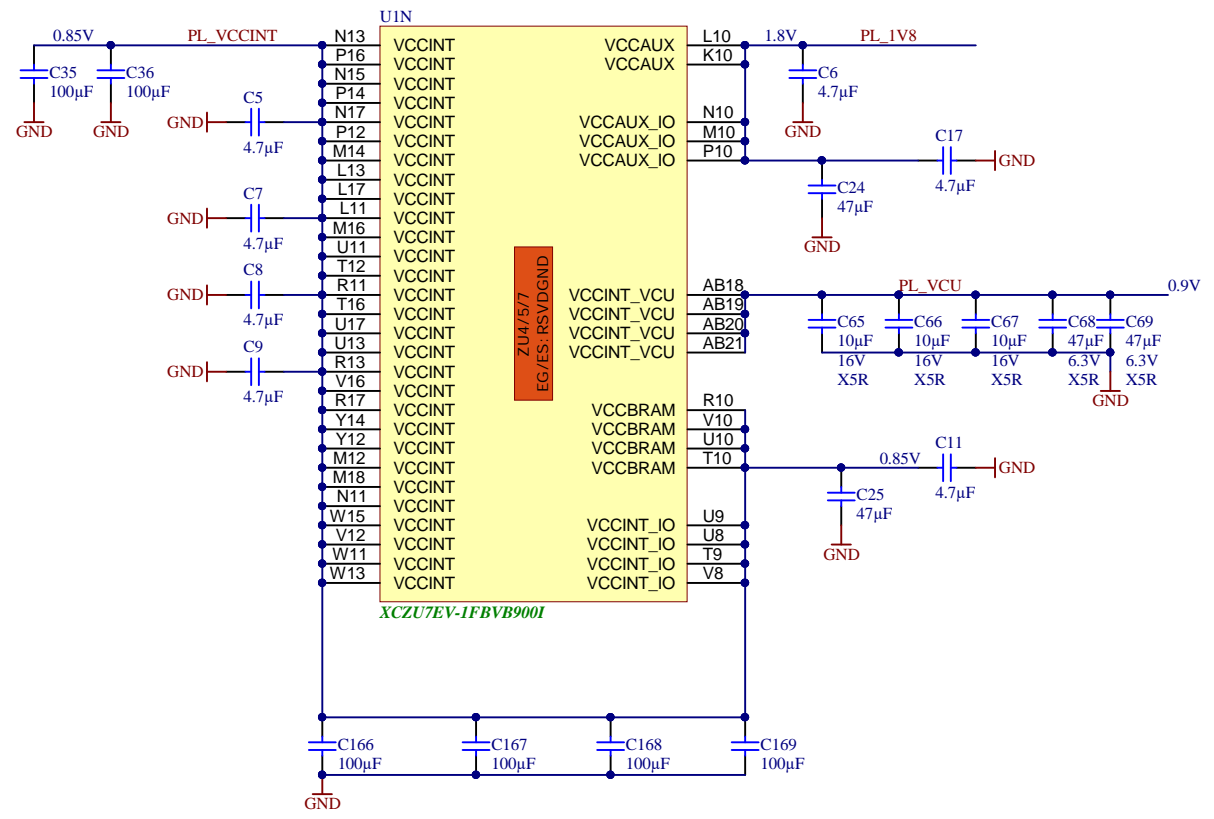 U1N
0.85V
PL_VCCINT
N13 VCCINT
P16 VCCINT
N15 VCCINT
P14 VCCINT
N17 VCCINT
P12 VCCINT
M14 VCCINT
L13 VCCINT
L17 VCCINT
L11 VCCINT
M16 VCCINT
U11 VCCINT
T12 VCCINT
R11 VCCINT
T16 VCCINT
U17 VCCINT
U13 VCCINT
R13 VCCINT
V16 VCCINT
R17 VCCINT
Y14 VCCINT
Y12 VCCINT
M12 VCCINT
M18 VCCINT
N11 VCCINT
W15 VCCINT
V12 VCCINT
W11 VCCINT
W13 VCCINT
C35
100µF
GND
C36
100µF
GND
C5
GND
4.7µF
C7
GND
4.7µF
C8
GND
4.7µF
C9
GND
4.7µF
ZU4/5/7
EG/ES: RSVDGND
VCCAUX L10
VCCAUX K10
VCCAUX_IO N10
VCCAUX_IO M10
VCCAUX_IO P10
VCCINT_VCU AB18
VCCINT_VCU AB19
VCCINT_VCU AB20
VCCINT_VCU AB21
VCCBRAM R10
VCCBRAM V10
VCCBRAM U10
VCCBRAM T10
VCCINT_IO U9
VCCINT_IO U8
VCCINT_IO T9
VCCINT_IO V8
1.8V
PL_1V8
C6
4.7µF
GND
C17
GND
4.7µF
C24
47µF
GND
PL_VCU
0.9V
C65
10µF
16V
X5R
C66
10µF
16V
X5R
C67
10µF
16V
X5R
C68
47µF
6.3V
X5R
C69
47µF
6.3V
X5R
GND
0.85V
C11
GND
4.7µF
C25
47µF
GND
XCZU7EV-1FBVB900I
C166
100µF
C167
100µF
C168
100µF
C169
100µF
GND